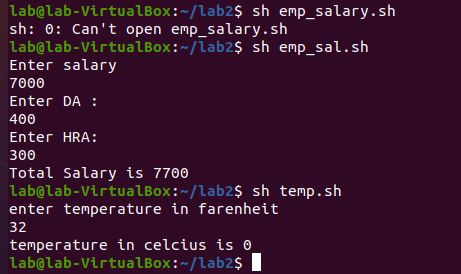 lab@lab-VirtualBox:~/lab2$ sh emp_salary.sh
sh: 0: Can't open emp_salary.sh
lab@lab-VirtualBox:~/lab2$ sh emp_sal.sh
Enter salary
7000
Enter DA :
400
Enter HRA:
300
Total Salary is 7700
lab@lab-VirtualBox:~/lab2$ sh temp.sh
enter temperature in farenheit
32
temperature in celcius is 0
lab@lab-VirtualBox:~/lab2$